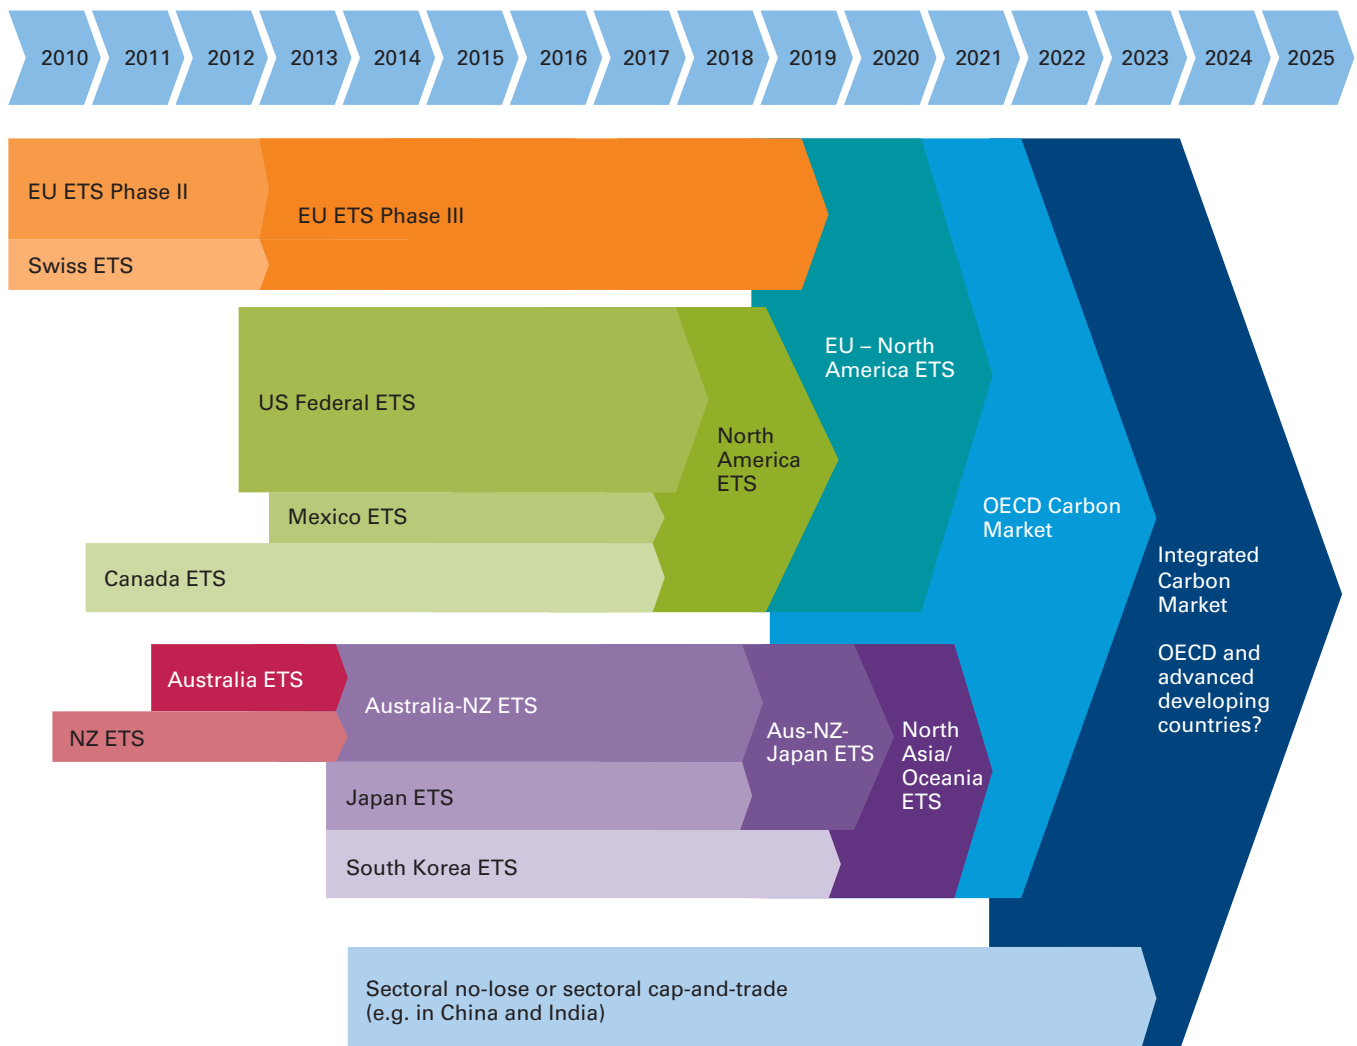 2010 2011 2012 2013 2014 2015 2016 2017 2018 2019 2020 2021 2022 2023 2024 2025
EU ETS Phase II
EU ETS Phase III
Swiss ETS
EU – North
America ETS
US Federal ETS
North
America
ETS
Mexico ETS
Canada ETS
OECD Carbon
Market
Integrated
Carbon
Market
OECD and
advanced
developing
countries?
Australia ETS
NZ ETS
Australia-NZ ETS
Aus-NZ-
Japan ETS
North
Asia/
Oceania
ETS
Japan ETS
South Korea ETS
Sectoral no-lose or sectoral cap-and-trade
(e.g. in China and India)